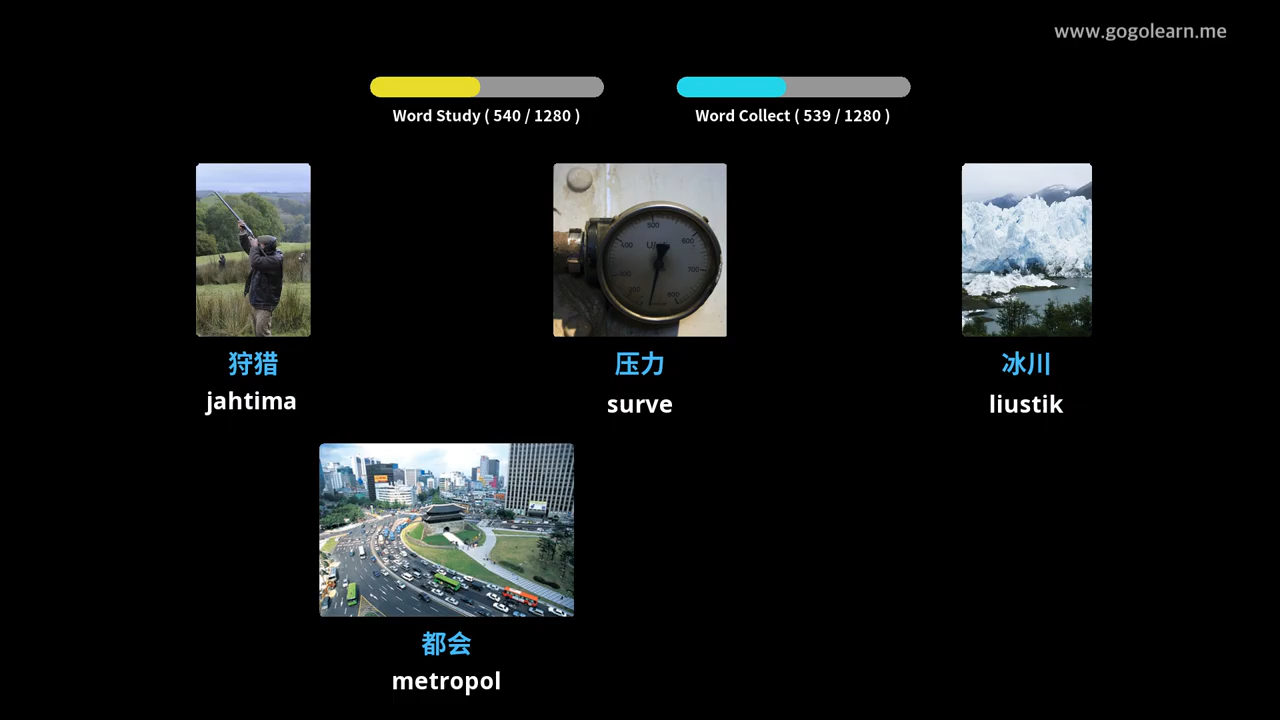 www.gogolearn.me
Word Study ( 540 / 1280 )
Word Collect ( 539 / 1280 )
狩猎
jahtima
压力
surve
冰川
liustik
都会
metropol